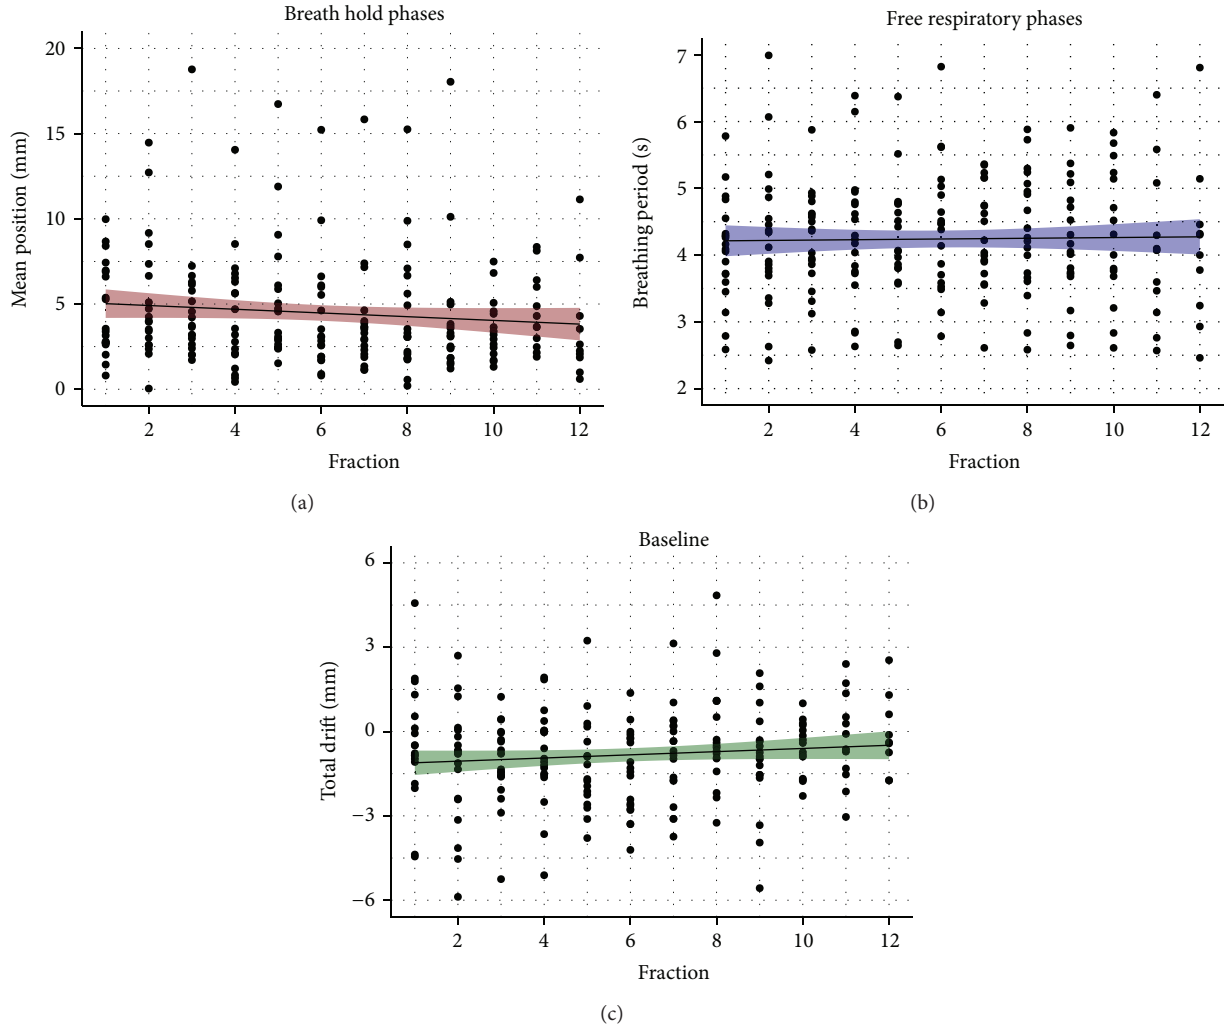 Breath hold phases
20
15
10
5
0
Mean position (mm)
2 4 6 8 10 12
Fraction
(a)
Free respiratory phases
7
6
5
4
3
2
Breathing period (s)
2 4 6 8 10 12
Fraction
(b)
Baseline
6
3
0
−3
−6
Total drift (mm)
2 4 6 8 10 12
Fraction
(c)